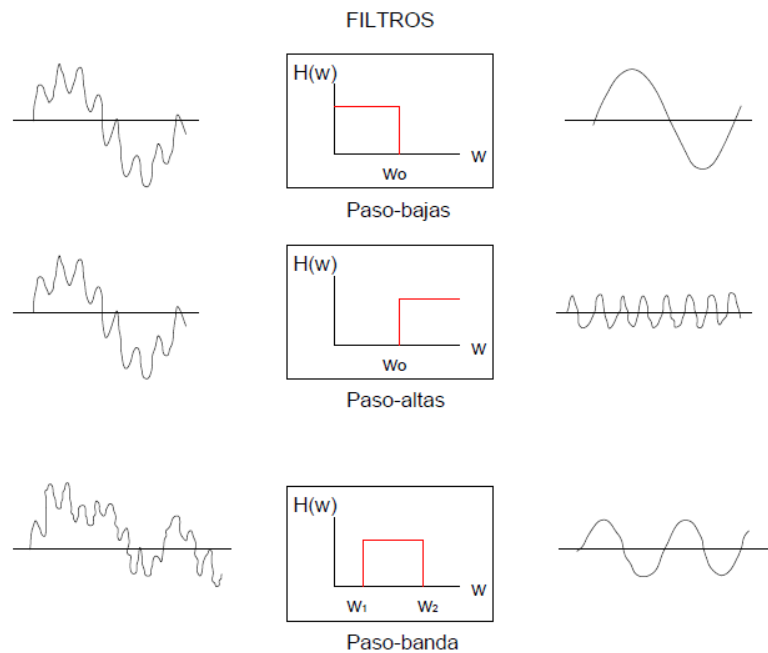 FILTROS
H(w)
W
Wo
Paso-bajas
H(w)
W
Wo
Paso-altas
H(w)
W
W₁ W₂
Paso-banda